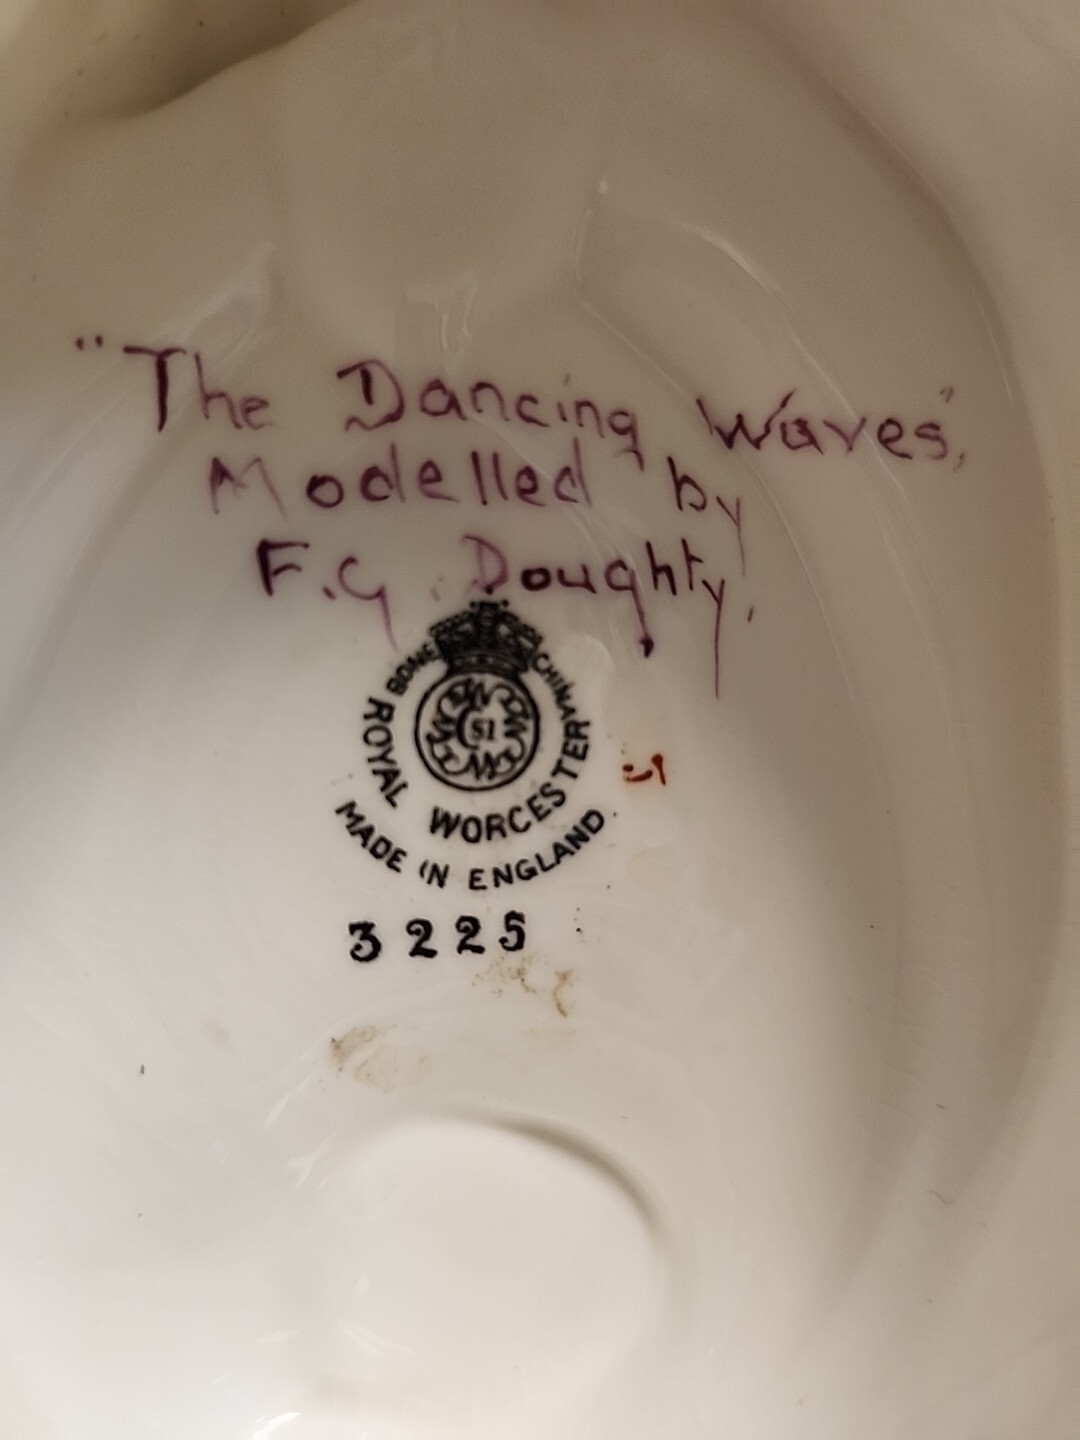 "The Dancing Waves",
Modelled by
F.G. Doughty.
BONE CHINA
51
ROYAL WORCESTER
MADE IN ENGLAND
3225